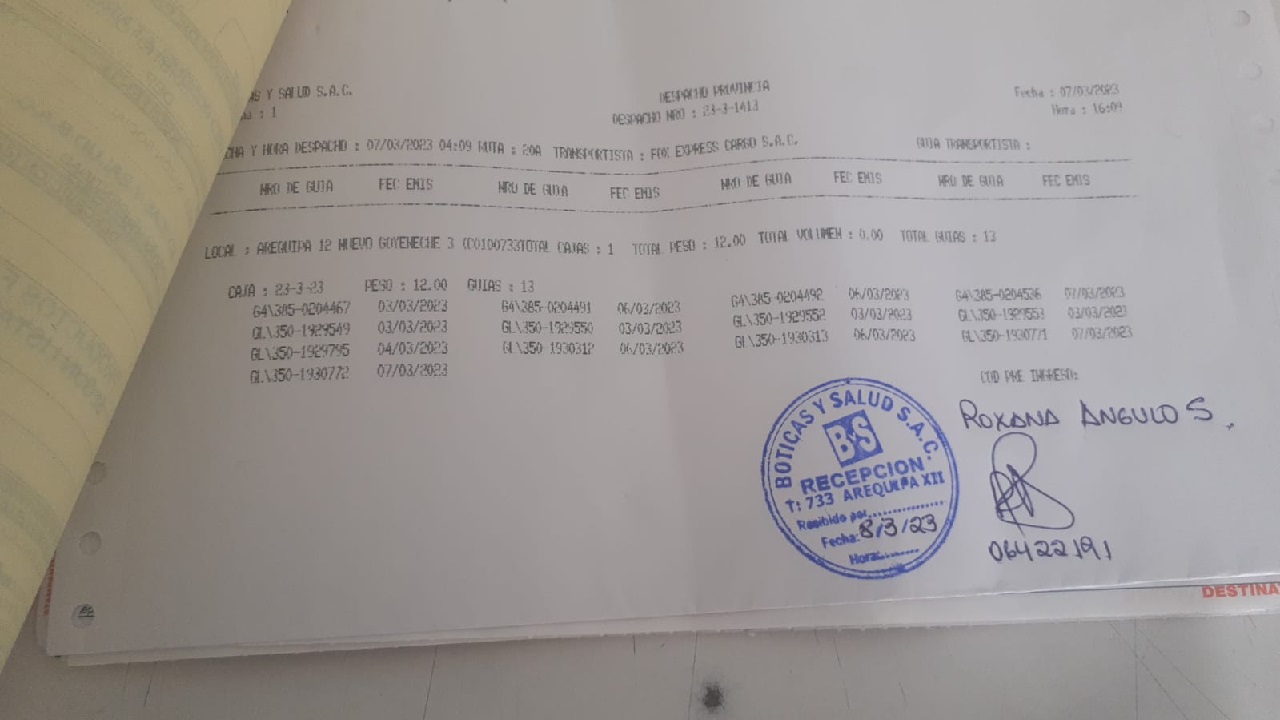 AS Y SALUD S.A.C. DESPACHO PROVINCIA Fecha : 07/03/2023
: 1 DESPACHO NRO : 23-3-1413 Hora : 16:09
CHA Y HORA DESPACHO : 07/03/2023 04:09 RUTA : 20A TRANSPORTISTA : FOX EXPRESS CARGO S.A.C. GUIA TRANSPORTISTA :
NRO DE GUIA FEC EMIS NRO DE GUIA FEC EMIS NRO DE GUIA FEC EMIS NRO DE GUIA FEC EMIS
LOCAL : AREQUIPA 12 NUEVO GOYENECHE 3 (C01D0733TOTAL CAJAS : 1 TOTAL PESO : 12.00 TOTAL VOLUMEN : 0.00 TOTAL GUIAS : 13
CAJA : 23-3-23 PESO : 12.00 GUIAS : 13
G4\385-0204467 03/03/2023 G4\385-0204491 06/03/2023 G4\385-0204492 06/03/2023 G4\385-0204536 07/03/2023
GL\350-1929549 03/03/2023 GL\350-1929550 03/03/2023 GL\350-1929552 03/03/2023 GL\350-1929553 03/03/2023
GL\350-1929795 04/03/2023 GL\350-1930312 06/03/2023 GL\350-1930313 06/03/2023 GL\350-1930771 07/03/2023
GL\350-1930772 07/03/2023
COD PRE INGRESO:
ROXANA ANGULO S.
BOTICAS Y SALUD S.A.C.
B&S
RECEPCION
T: 733 AREQUIPA XII
Recibido por
Fecha: 8/3/23
Hora:
06422191
DESTINA